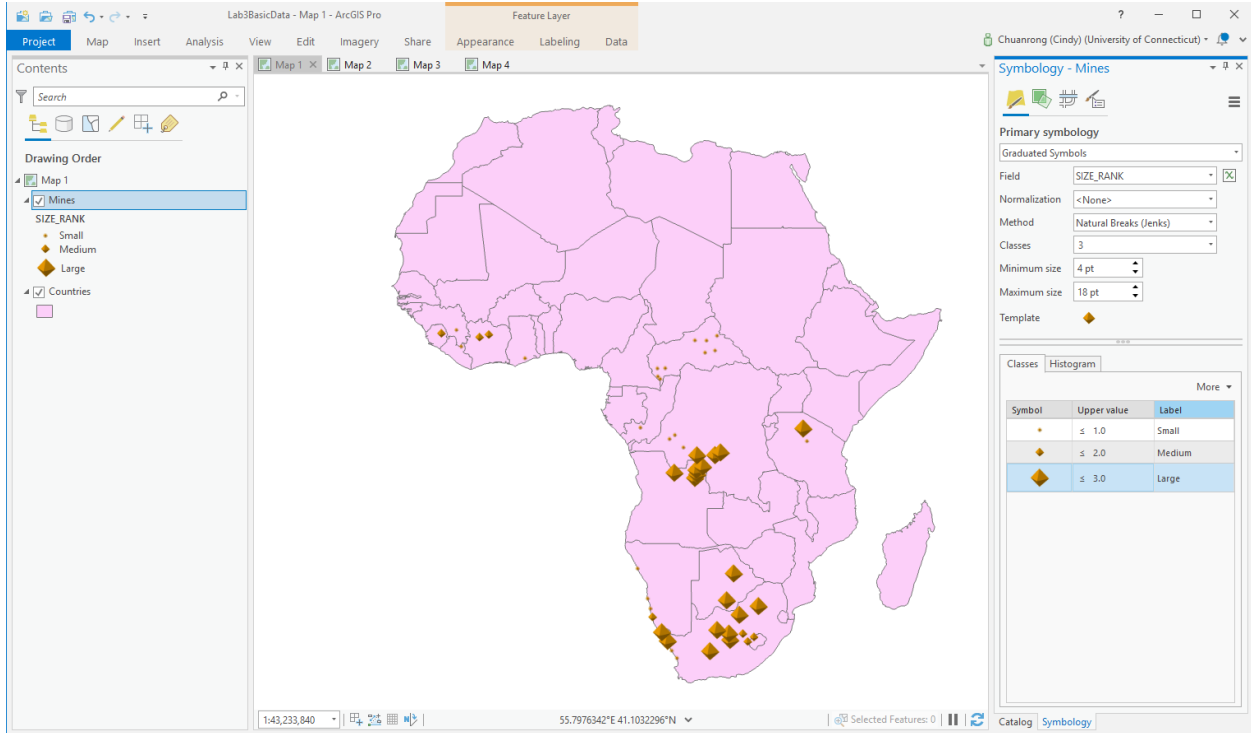 Lab3BasicData - Map 1 - ArcGIS Pro
Feature Layer
?
Project Map Insert Analysis View Edit Imagery Share Appearance Labeling Data
Chuanrong (Cindy) (University of Connecticut)
Contents
Search
Drawing Order
Map 1
Mines
SIZE_RANK
Small
Medium
Large
Countries
Map 1 Map 2 Map 3 Map 4
1:43,233,840
55.7976342°E 41.1032296°N
Selected Features: 0
Symbology - Mines
Primary symbology
Graduated Symbols
Field SIZE_RANK
Normalization <None>
Method Natural Breaks (Jenks)
Classes 3
Minimum size 4 pt
Maximum size 18 pt
Template
Classes Histogram
More
Symbol Upper value Label
≤ 1.0 Small
≤ 2.0 Medium
≤ 3.0 Large
Catalog Symbology